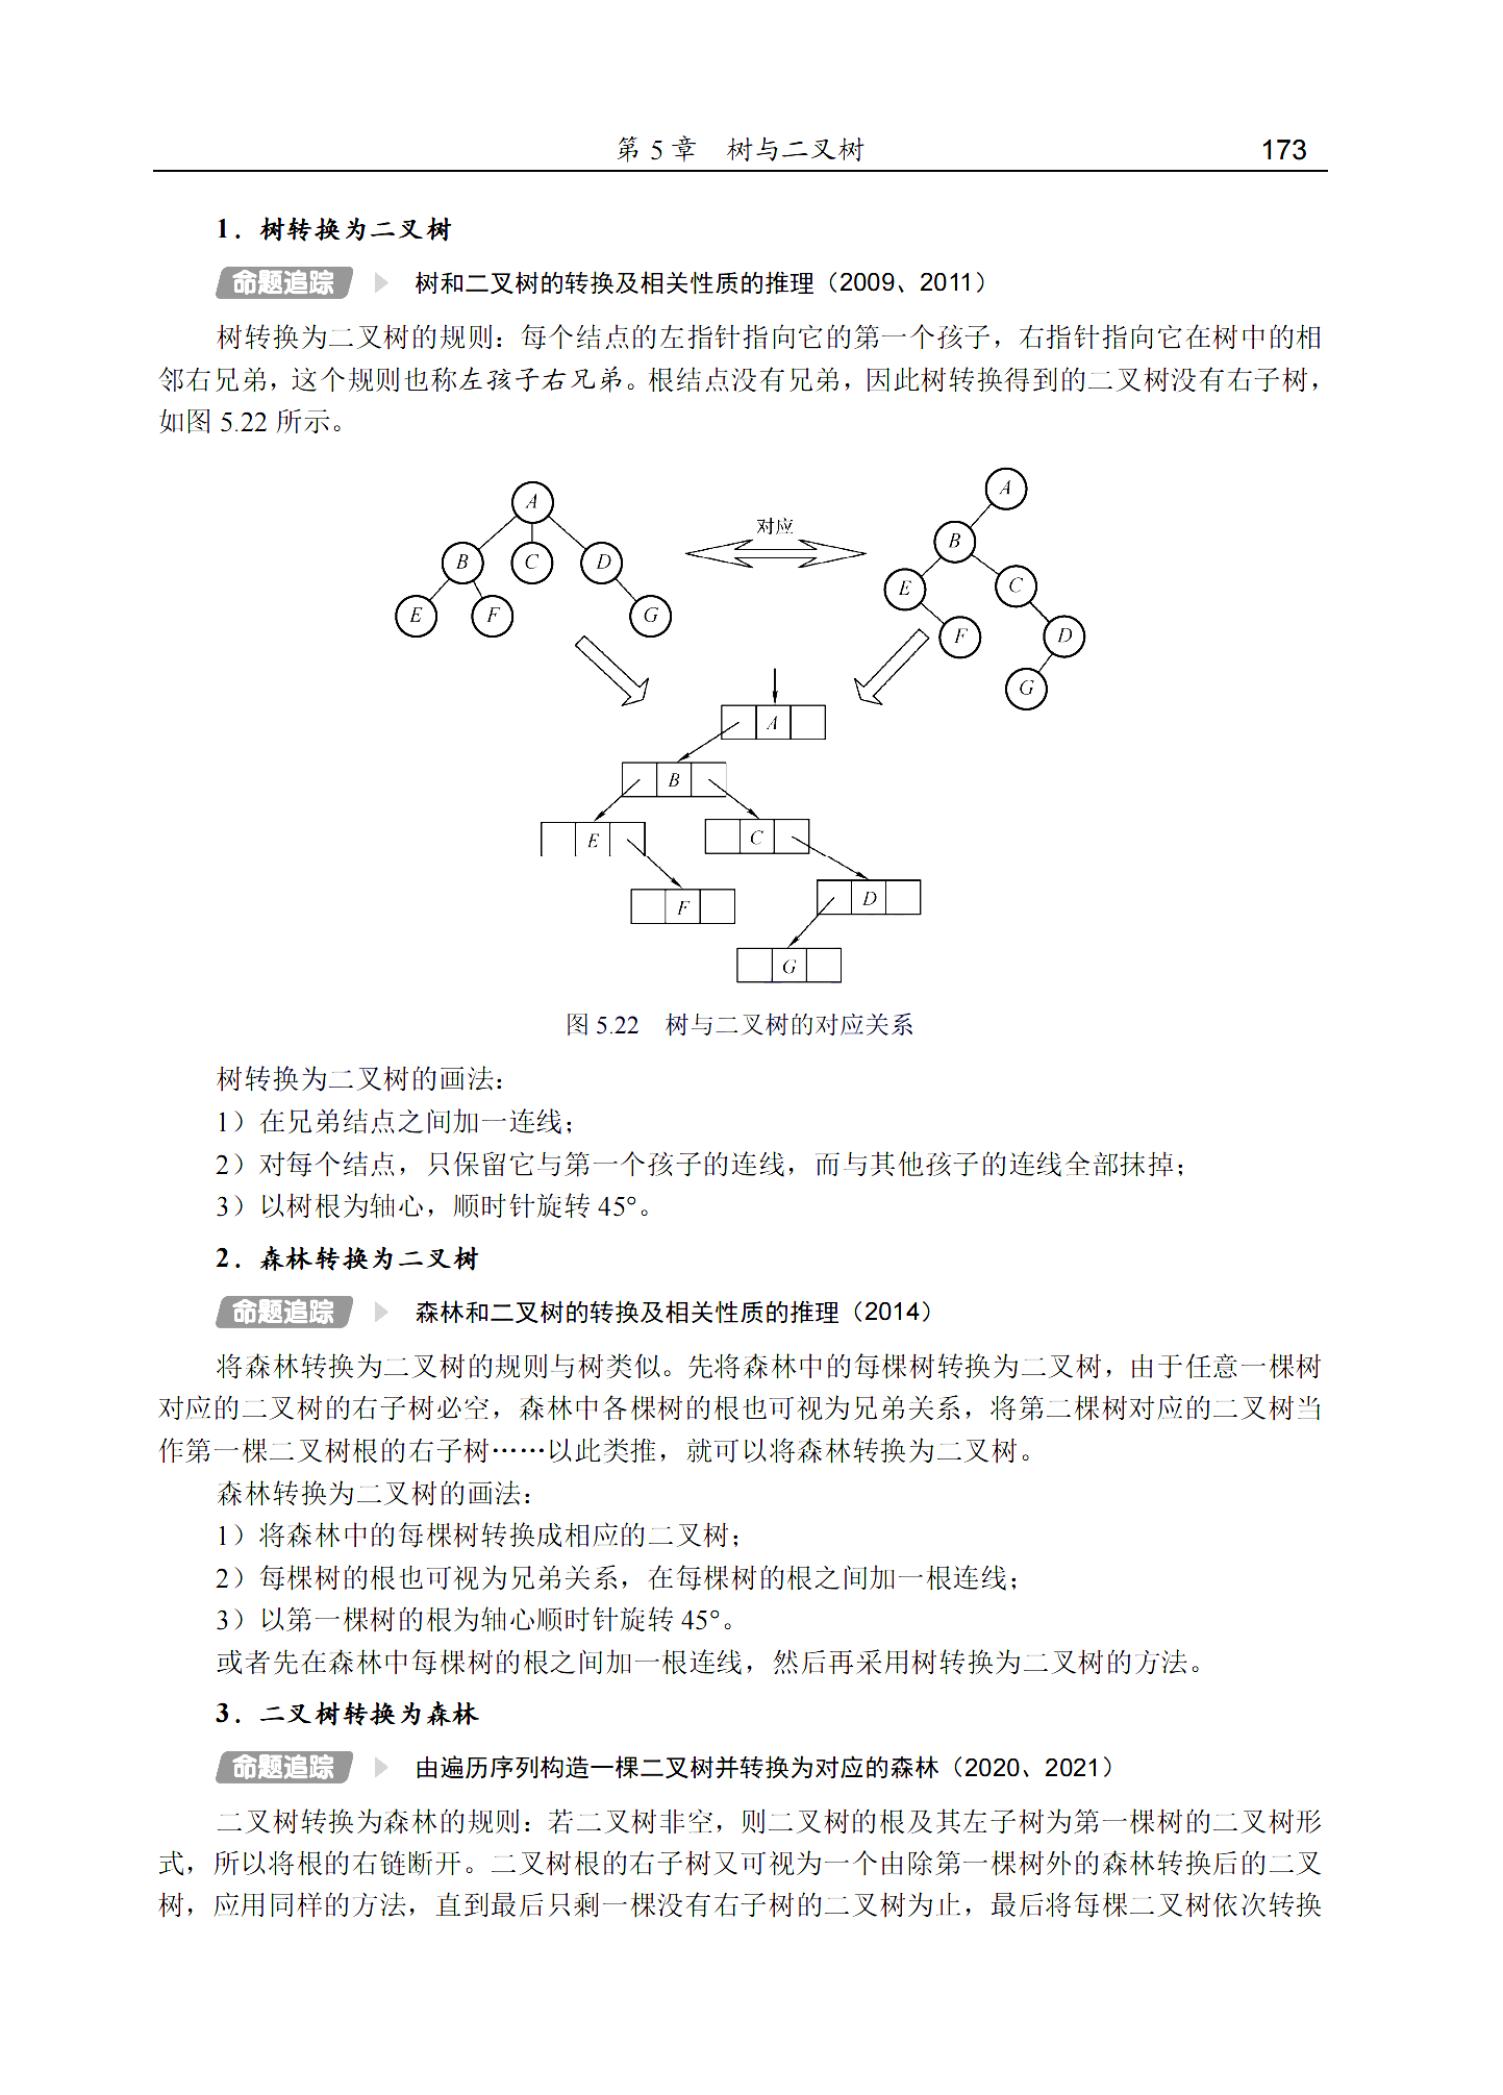 第 5 章　树与二叉树　173
1．树转换为二叉树
命题追踪　树和二叉树的转换及相关性质的推理（2009、2011）
树转换为二叉树的规则：每个结点的左指针指向它的第一个孩子，右指针指向它在树中的相
邻右兄弟，这个规则也称左孩子右兄弟。根结点没有兄弟，因此树转换得到的二叉树没有右子树，
如图 5.22 所示。
A
B C D
E F G
对应
A
B
E C
F D
G
A
B
E C
F D
G
图 5.22　树与二叉树的对应关系
树转换为二叉树的画法：
1）在兄弟结点之间加一连线；
2）对每个结点，只保留它与第一个孩子的连线，而与其他孩子的连线全部抹掉；
3）以树根为轴心，顺时针旋转 45°。
2．森林转换为二叉树
命题追踪　森林和二叉树的转换及相关性质的推理（2014）
将森林转换为二叉树的规则与树类似。先将森林中的每棵树转换为二叉树，由于任意一棵树
对应的二叉树的右子树必空，森林中各棵树的根也可视为兄弟关系，将第二棵树对应的二叉树当
作第一棵二叉树根的右子树……以此类推，就可以将森林转换为二叉树。
森林转换为二叉树的画法：
1）将森林中的每棵树转换成相应的二叉树；
2）每棵树的根也可视为兄弟关系，在每棵树的根之间加一根连线；
3）以第一棵树的根为轴心顺时针旋转 45°。
或者先在森林中每棵树的根之间加一根连线，然后再采用树转换为二叉树的方法。
3．二叉树转换为森林
命题追踪　由遍历序列构造一棵二叉树并转换为对应的森林（2020、2021）
二叉树转换为森林的规则：若二叉树非空，则二叉树的根及其左子树为第一棵树的二叉树形
式，所以将根的右链断开。二叉树根的右子树又可视为一个由除第一棵树外的森林转换后的二叉
树，应用同样的方法，直到最后只剩一棵没有右子树的二叉树为止，最后将每棵二叉树依次转换